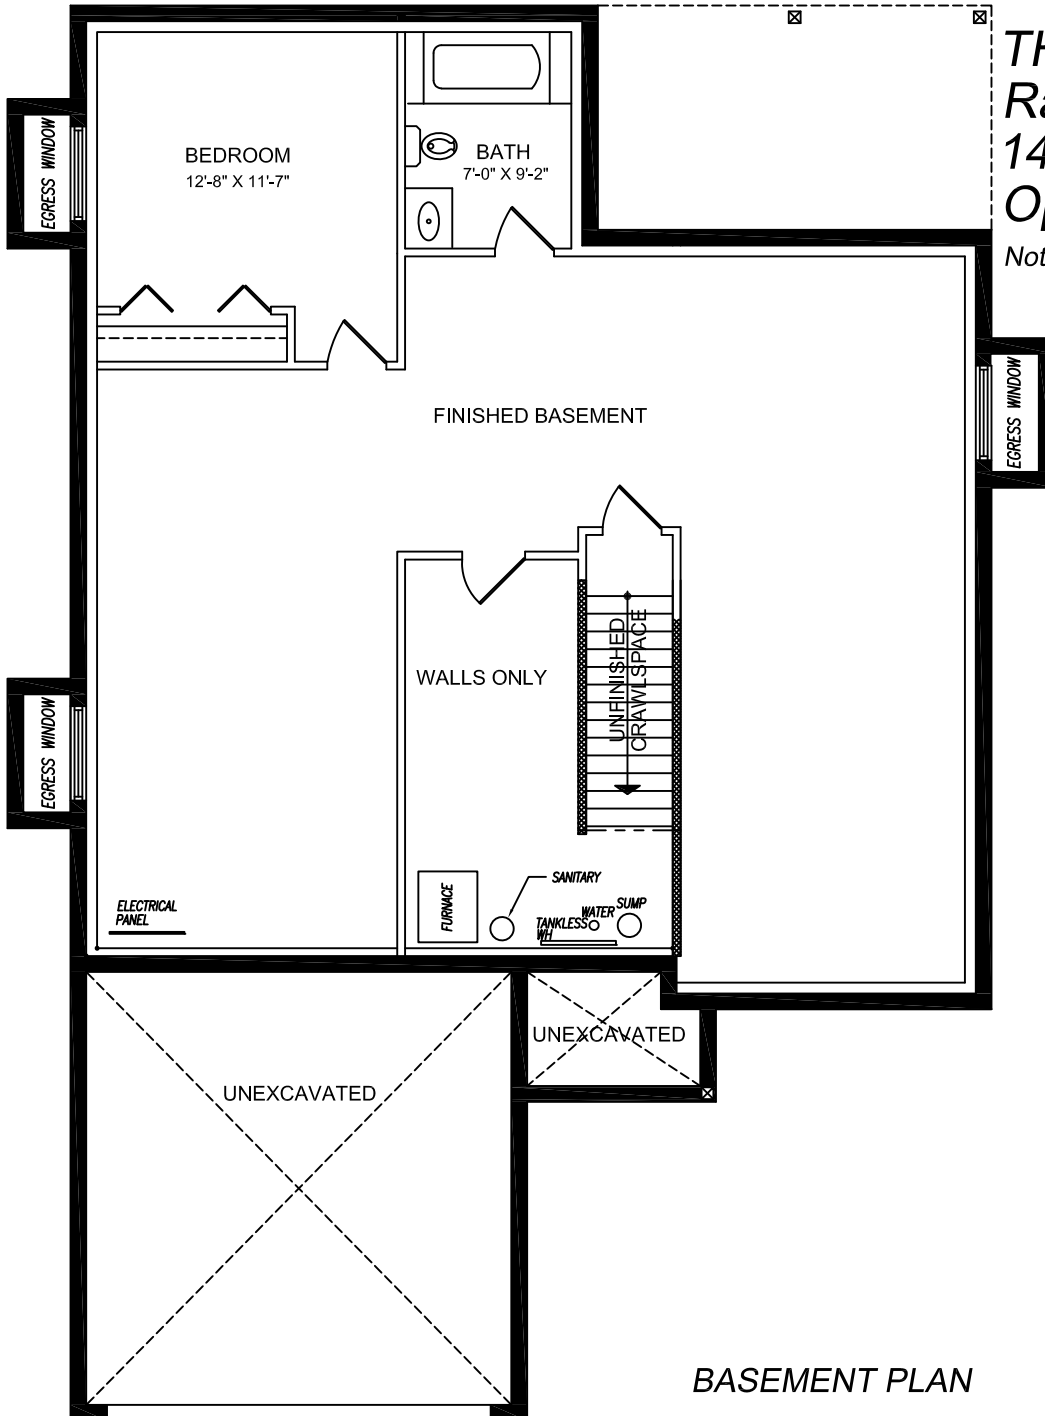 BEDROOM
12'-8" X 11'-7"
BATH
7'-0" X 9'-2"
EGRESS WINDOW
Not
FINISHED BASEMENT
EGRESS WINDOW
WALLS ONLY
UNFINISHED
CRAWLSPACE
EGRESS WINDOW
ELECTRICAL
PANEL
FURNACE
SANITARY
TANKLESS
WH
WATER
SUMP
UNEXCAVATED
UNEXCAVATED
BASEMENT PLAN